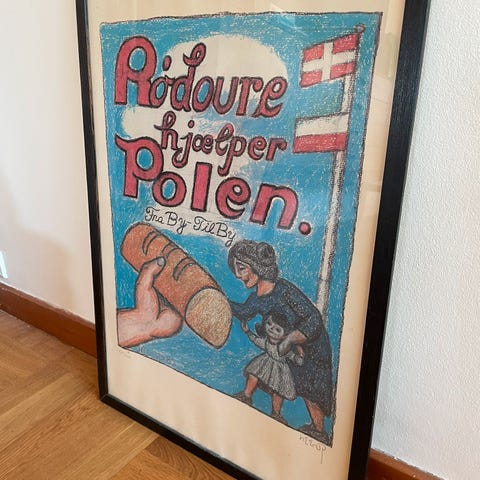 Rødovre
hjælper
Polen.
Fra By - Til By